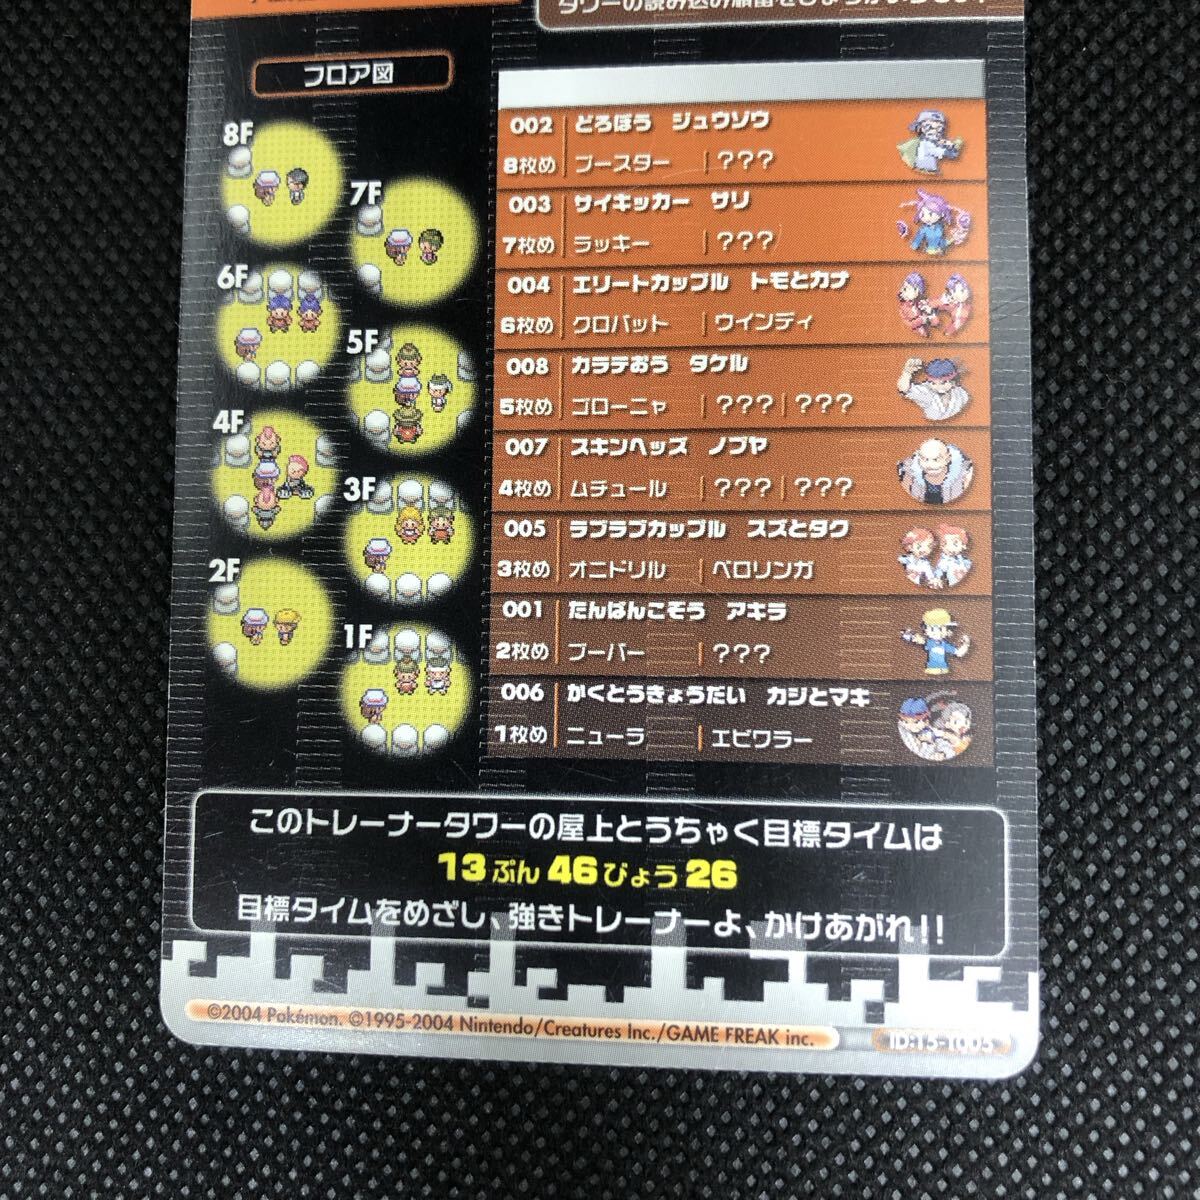 フロア図
8F
7F
6F
5F
4F
3F
2F
1F
002 どろぼう ジュウゾウ
8枚め ブースター ???
003 サイキッカー サリ
7枚め ラッキー ???
004 エリートカップル トモとカナ
6枚め クロバット ウインディ
008 カラテおう タケル
5枚め ゴローニャ ??? ???
007 スキンヘッズ ノブヤ
4枚め ムチュール ??? ???
005 ラブラブカップル スズとタク
3枚め オニドリル ベロリンガ
001 たんぱんこぞう アキラ
2枚め ブーバー ???
006 かくとうきょうだい カジとマキ
1枚め ニューラ エビワラー
このトレーナータワーの屋上とうちゃく目標タイムは
13ぷん46びょう26
目標タイムをめざし、強きトレーナーよ、かけあがれ!!
©2004 Pokémon. ©1995-2004 Nintendo/Creatures Inc./GAME FREAK inc.
ID:15-T005